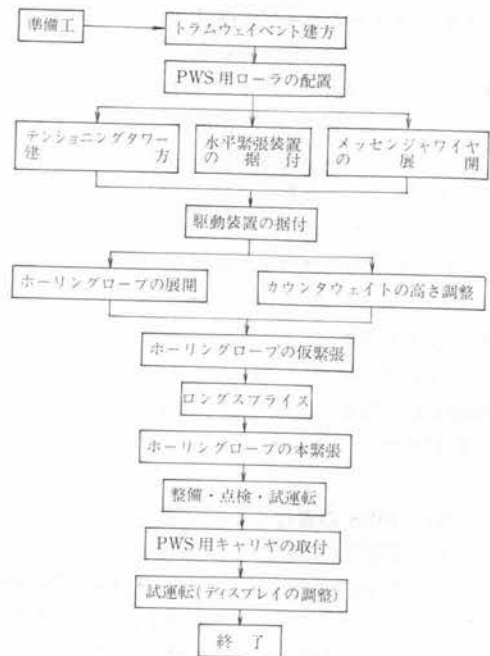 準備工
トラムウェイベント建方
PWS用ローラの配置
テンショニングタワー
建方
水平緊張装置
の据付
メッセンジャワイヤ
の展開
駆動装置の据付
ホーリングロープの展開
カウンタウェイトの高さ調整
ホーリングロープの仮緊張
ロングスプライス
ホーリングロープの本緊張
整備・点検・試運転
PWS用キャリヤの取付
試運転(ディスプレイの調整)
終了